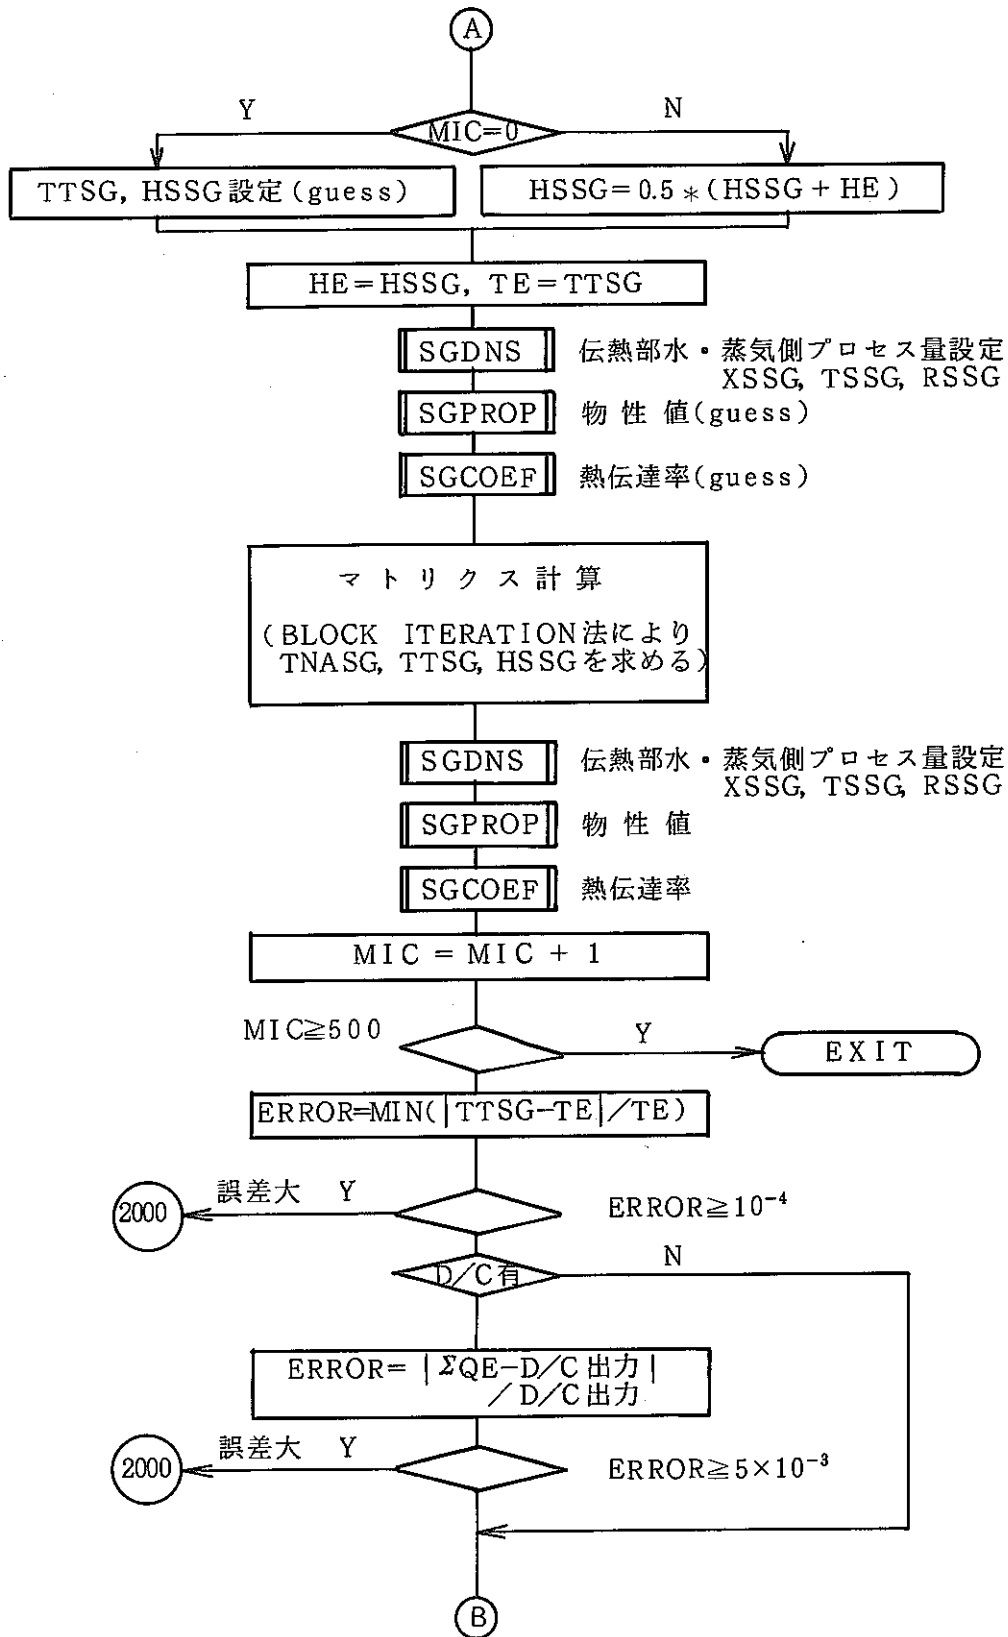 A
Y
N
MIC=0
TTSG, HSSG設定(guess)
HSSG=0.5*(HSSG+HE)
HE=HSSG, TE=TTSG
SGDNS 伝熱部水・蒸気側プロセス量設定
XSSG, TSSG, RSSG
SGPROP 物性値(guess)
SGCOEF 熱伝達率(guess)
マトリクス計算
(BLOCK ITERATION法により
TNASG, TTSG, HSSGを求める)
SGDNS 伝熱部水・蒸気側プロセス量設定
XSSG, TSSG, RSSG
SGPROP 物性値
SGCOEF 熱伝達率
MIC = MIC + 1
MIC≧500
Y
EXIT
ERROR=MIN(|TTSG-TE|/TE)
2000
誤差大 Y
ERROR≧10⁻⁴
D/C有
N
ERROR=|ΣQE-D/C出力|
/D/C出力
2000
誤差大 Y
ERROR≧5×10⁻³
B